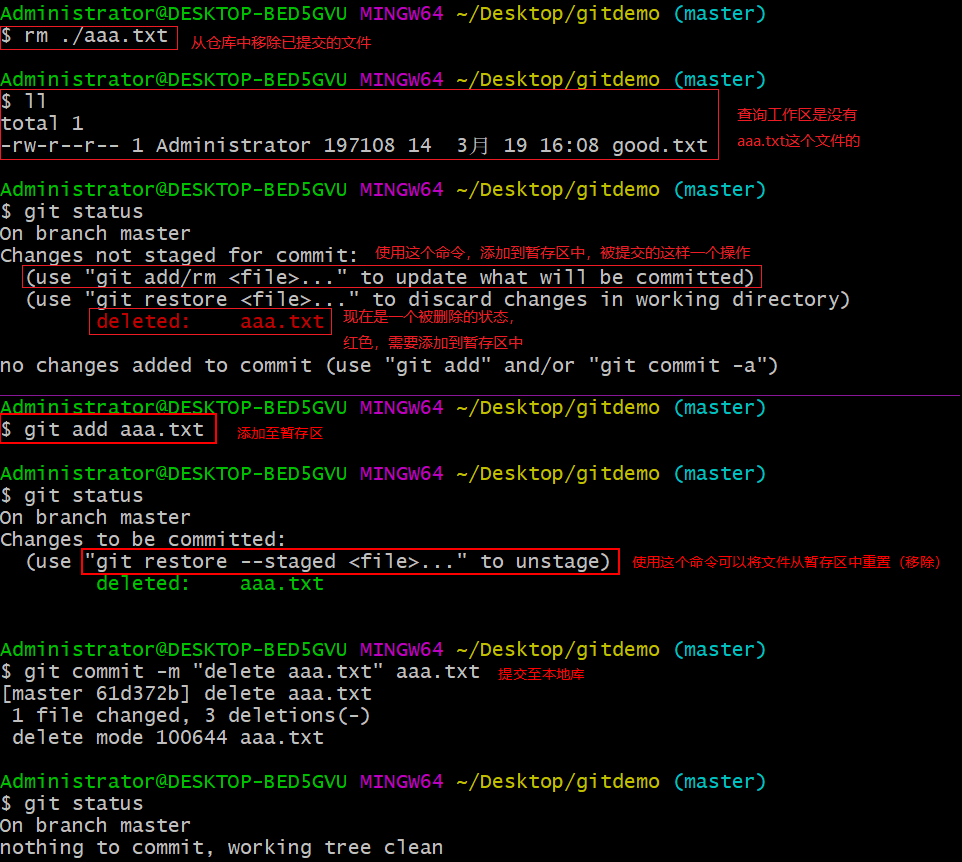 Administrator@DESKTOP-BED5GVU MINGW64 ~/Desktop/gitdemo (master)
$ rm ./aaa.txt 从仓库中移除已提交的文件
Administrator@DESKTOP-BED5GVU MINGW64 ~/Desktop/gitdemo (master)
$ ll
total 1 查询工作区是没有
-rw-r--r-- 1 Administrator 197108 14  3月 19 16:08 good.txt aaa.txt这个文件的
Administrator@DESKTOP-BED5GVU MINGW64 ~/Desktop/gitdemo (master)
$ git status
On branch master
Changes not staged for commit: 使用这个命令，添加到暂存区中，被提交的这样一个操作
(use "git add/rm <file>..." to update what will be committed)
(use "git restore <file>..." to discard changes in working directory)
deleted:    aaa.txt 现在是一个被删除的状态，
红色，需要添加到暂存区中
no changes added to commit (use "git add" and/or "git commit -a")
Administrator@DESKTOP-BED5GVU MINGW64 ~/Desktop/gitdemo (master)
$ git add aaa.txt 添加至暂存区
Administrator@DESKTOP-BED5GVU MINGW64 ~/Desktop/gitdemo (master)
$ git status
On branch master
Changes to be committed:
(use "git restore --staged <file>..." to unstage) 使用这个命令可以将文件从暂存区中重置（移除）
deleted:    aaa.txt
Administrator@DESKTOP-BED5GVU MINGW64 ~/Desktop/gitdemo (master)
$ git commit -m "delete aaa.txt" aaa.txt 提交至本地库
[master 61d372b] delete aaa.txt
1 file changed, 3 deletions(-)
delete mode 100644 aaa.txt
Administrator@DESKTOP-BED5GVU MINGW64 ~/Desktop/gitdemo (master)
$ git status
On branch master
nothing to commit, working tree clean